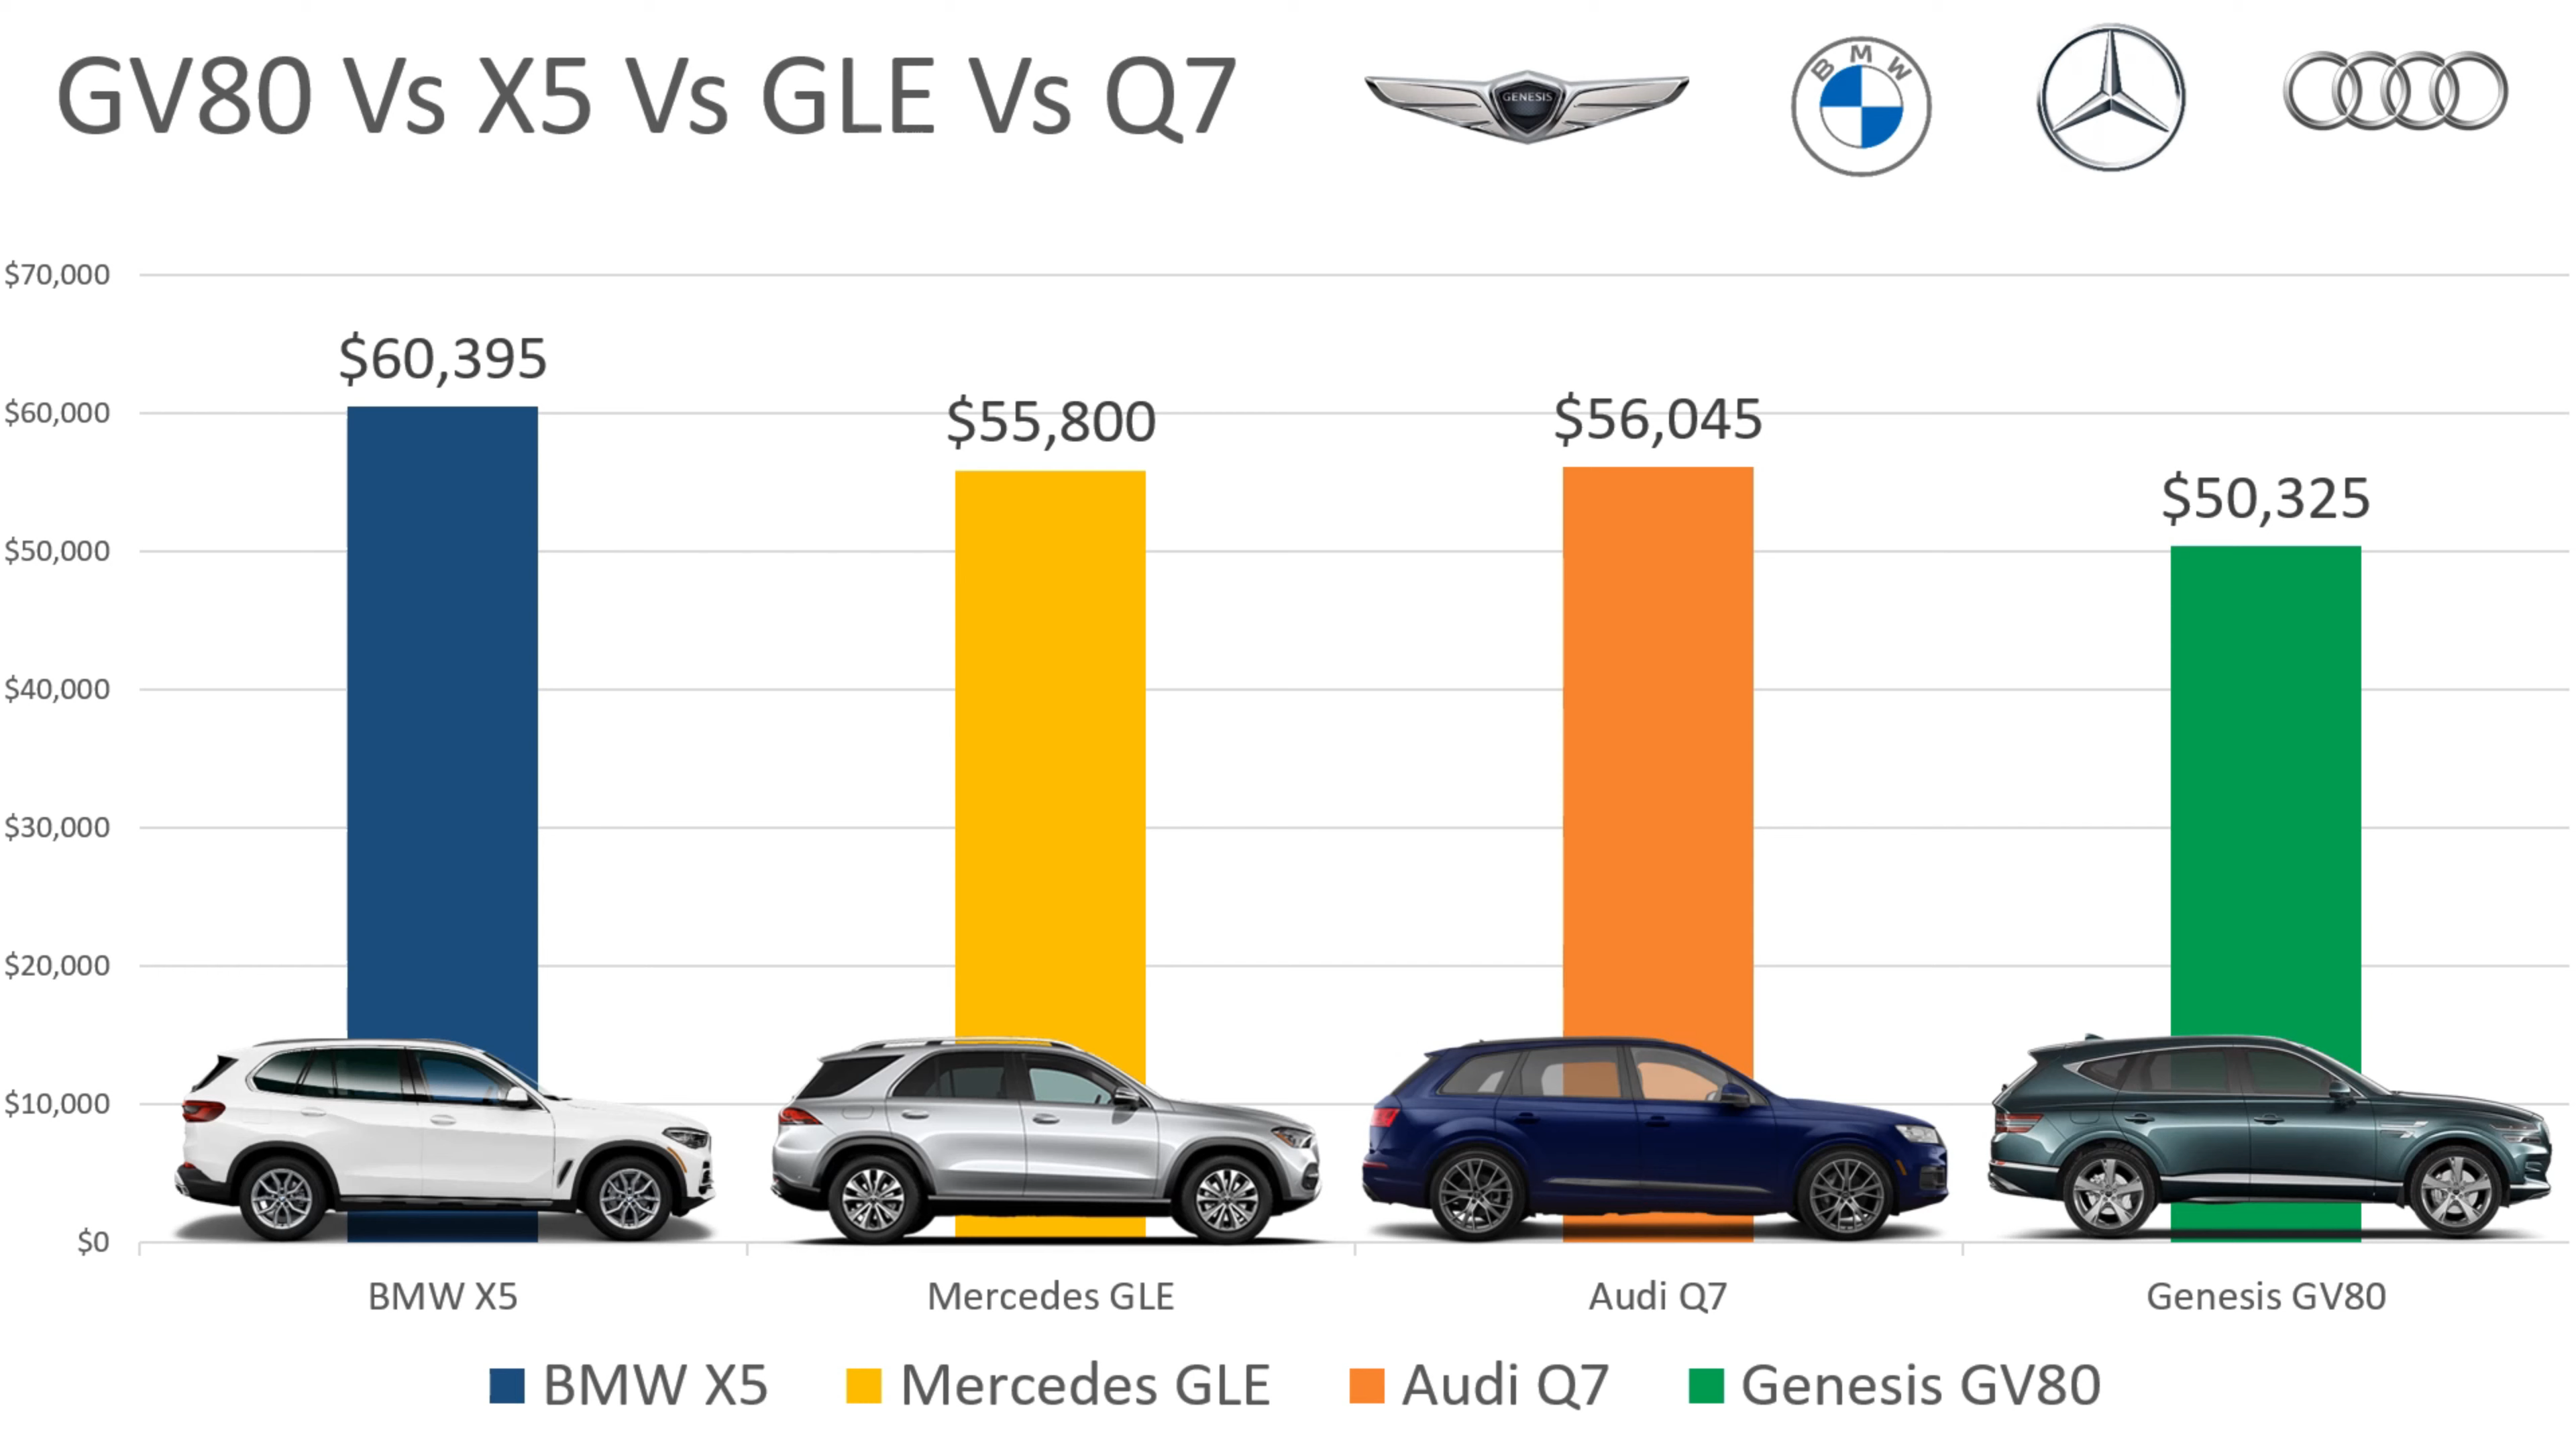 GV80 Vs X5 Vs GLE Vs Q7
GENESIS
BMW
$70,000
$60,000
$50,000
$40,000
$30,000
$20,000
$10,000
$0
$60,395
$55,800
$56,045
$50,325
BMW X5
Mercedes GLE
Audi Q7
Genesis GV80
BMW X5
Mercedes GLE
Audi Q7
Genesis GV80